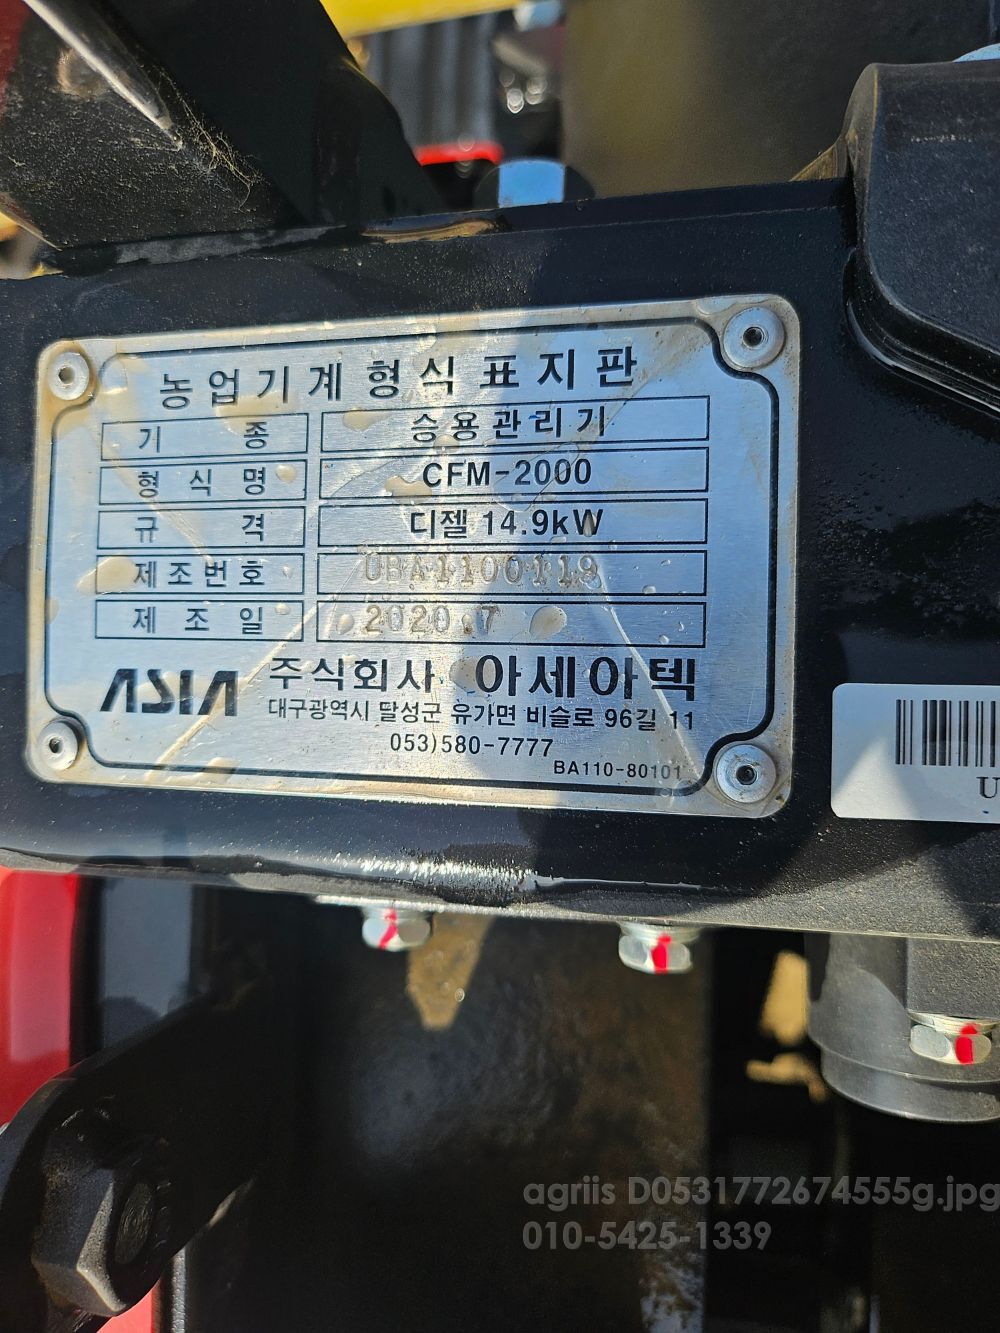 농업기계 형식 표지판
기 종 승용관리기
형 식 명 CFM-2000
규 격 디젤 14.9kW
제조번호 UBA1100119
제 조 일 2020.7
ASIA 주식회사 아세아텍
대구광역시 달성군 유가면 비슬로 96길 11
053)580-7777
BA110-80101
U
agriis D0531772674555g.jpg
010-5425-1339